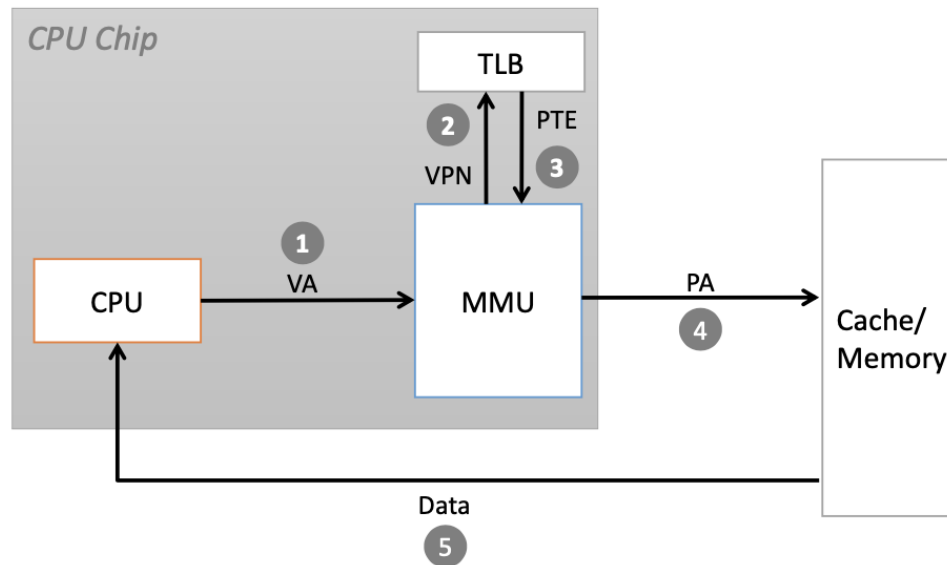 CPU Chip
TLB
2
PTE
VPN
3
1
VA
CPU
MMU
PA
4
Cache/
Memory
Data
5